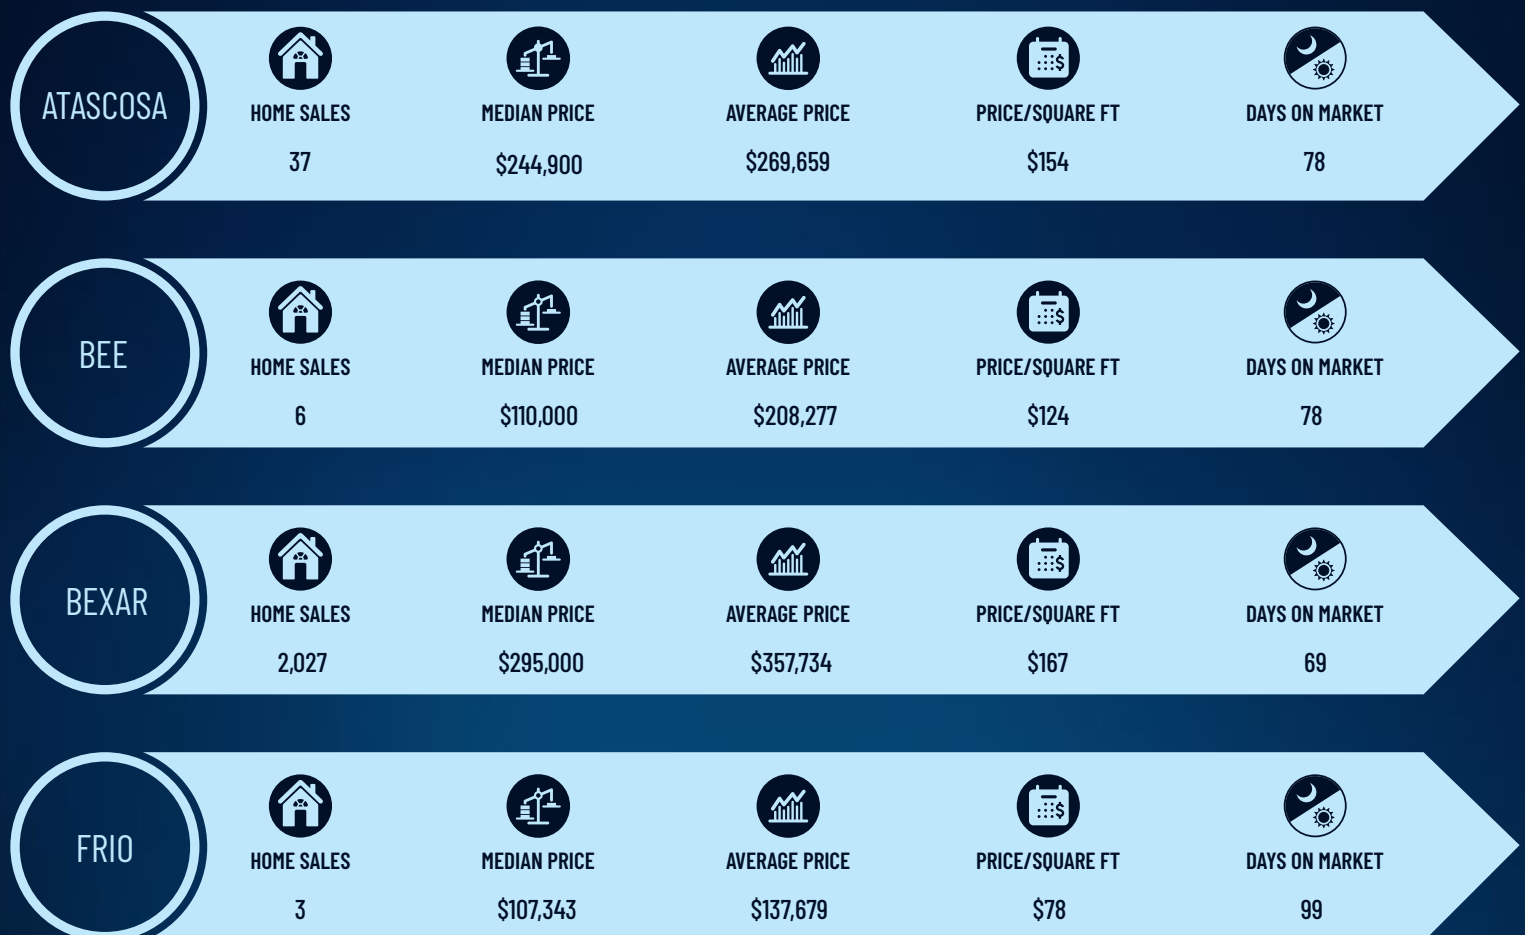 ATASCOSA
HOME SALES MEDIAN PRICE AVERAGE PRICE PRICE/SQUARE FT DAYS ON MARKET
37 $244,900 $269,659 $154 78
BEE
HOME SALES MEDIAN PRICE AVERAGE PRICE PRICE/SQUARE FT DAYS ON MARKET
6 $110,000 $208,277 $124 78
BEXAR
HOME SALES MEDIAN PRICE AVERAGE PRICE PRICE/SQUARE FT DAYS ON MARKET
2,027 $295,000 $357,734 $167 69
FRIO
HOME SALES MEDIAN PRICE AVERAGE PRICE PRICE/SQUARE FT DAYS ON MARKET
3 $107,343 $137,679 $78 99